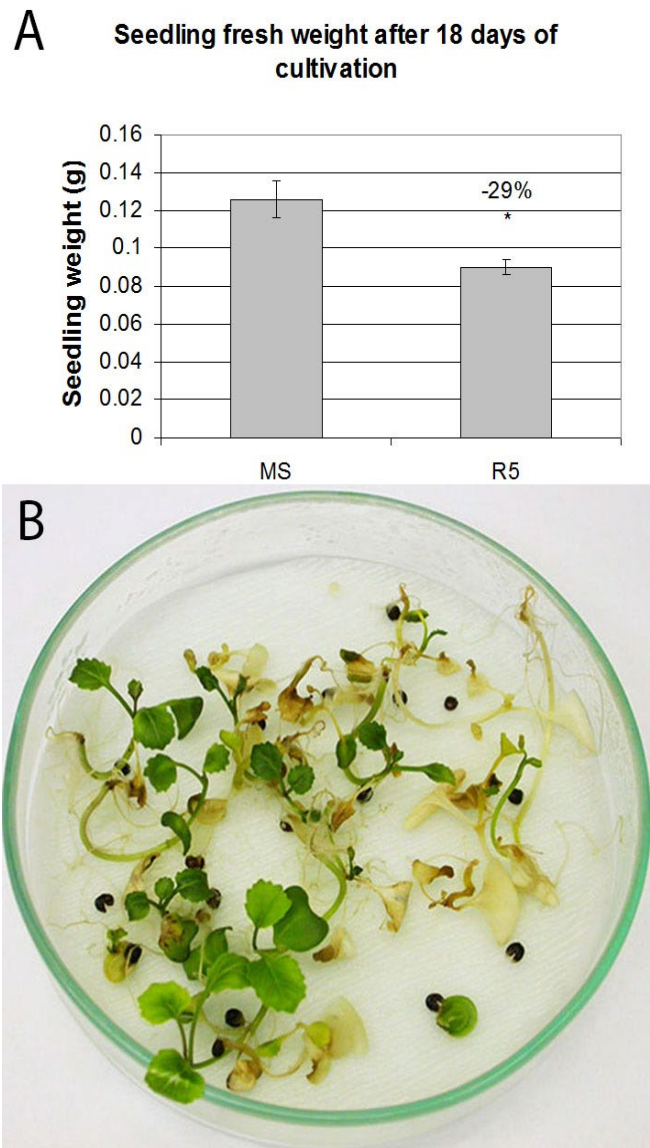 A
Seedling fresh weight after 18 days of
cultivation
Seedling weight (g)
0.16
0.14
0.12
0.1
0.08
0.06
0.04
0.02
0
-29%
*
MS
R5
B